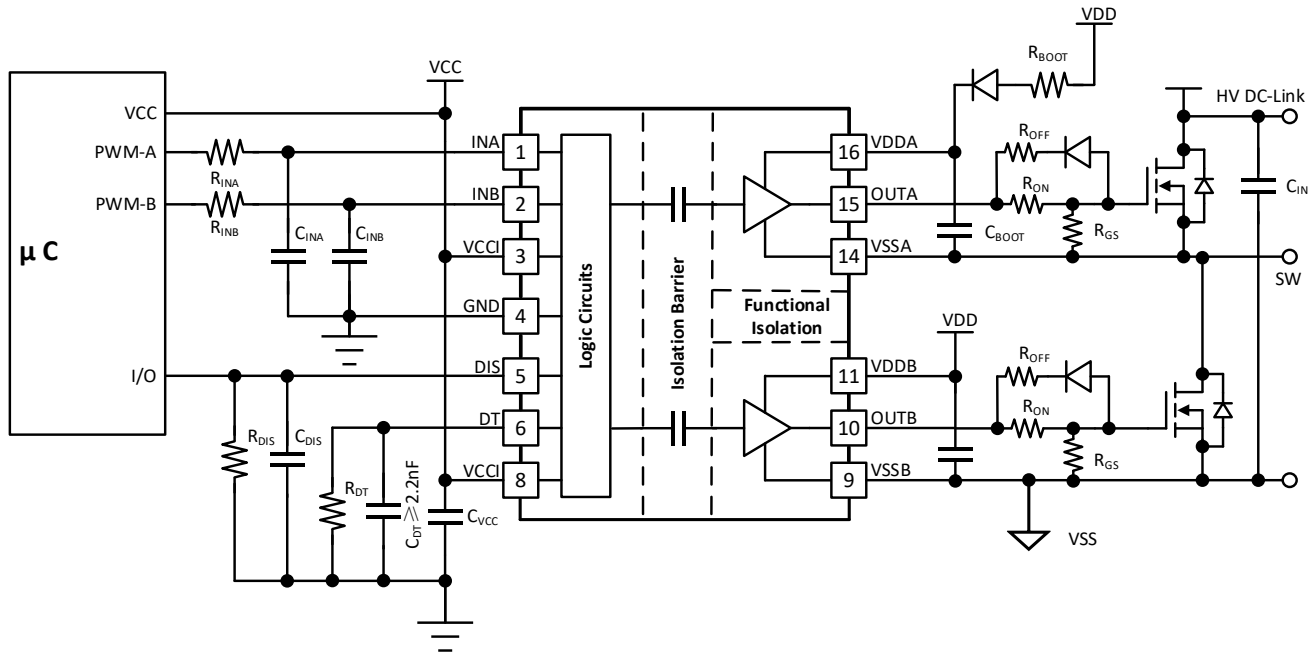 μ C
VCC
PWM-A
PWM-B
I/O
RINA
RINB
CINA
CINB
RDIS
CDIS
RDT
CDT ≥ 2.2nF
VCC
CVCC
INA
INB
VCCI
GND
DIS
DT
VCCI
1
2
3
4
5
6
8
Logic Circuits
Isolation Barrier
Functional Isolation
16
15
14
11
10
9
VDDA
OUTA
VSSA
VDDB
OUTB
VSSB
VDD
RBOOT
CBOOT
ROFF
RON
RGS
HV DC-Link
CIN
SW
VDD
ROFF
RON
RGS
VSS